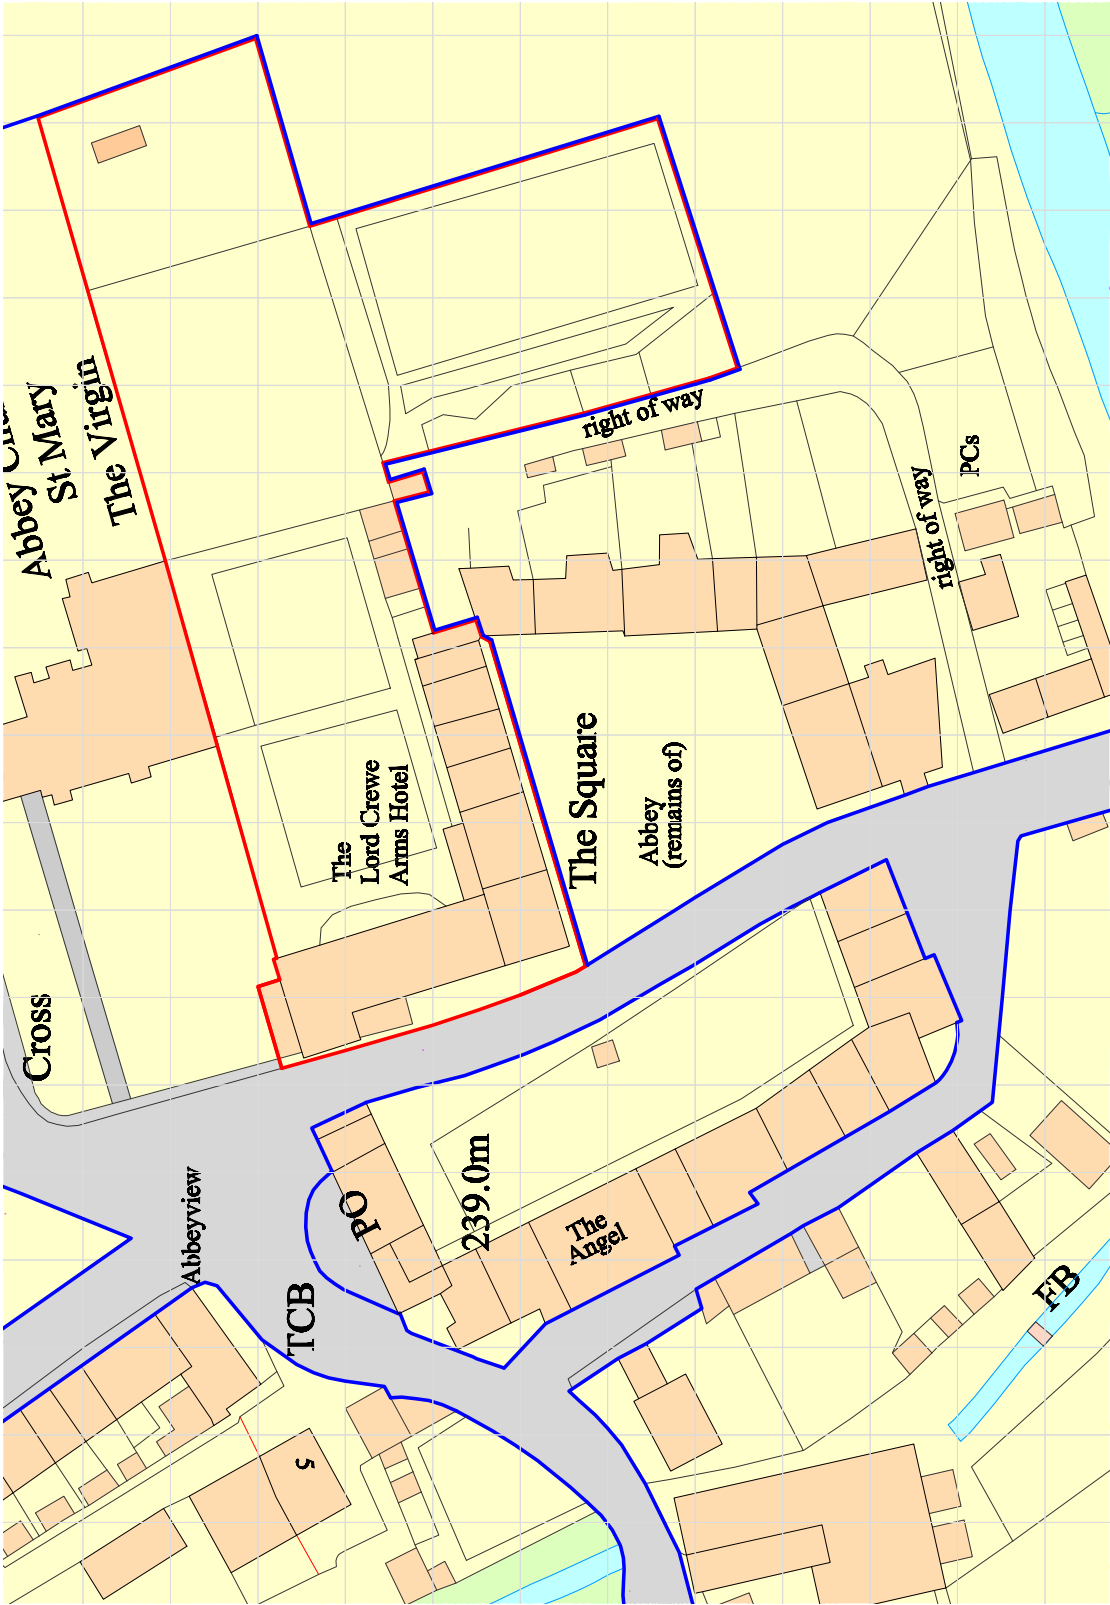 Abbey
St Mary
The Virgin
right of way
PCs
right of way
The
Lord Crewe
Arms Hotel
The Square
Abbey
(remains of)
Cross
Abbeyview
PO
239.0m
The
Angel
TCB
FB
5